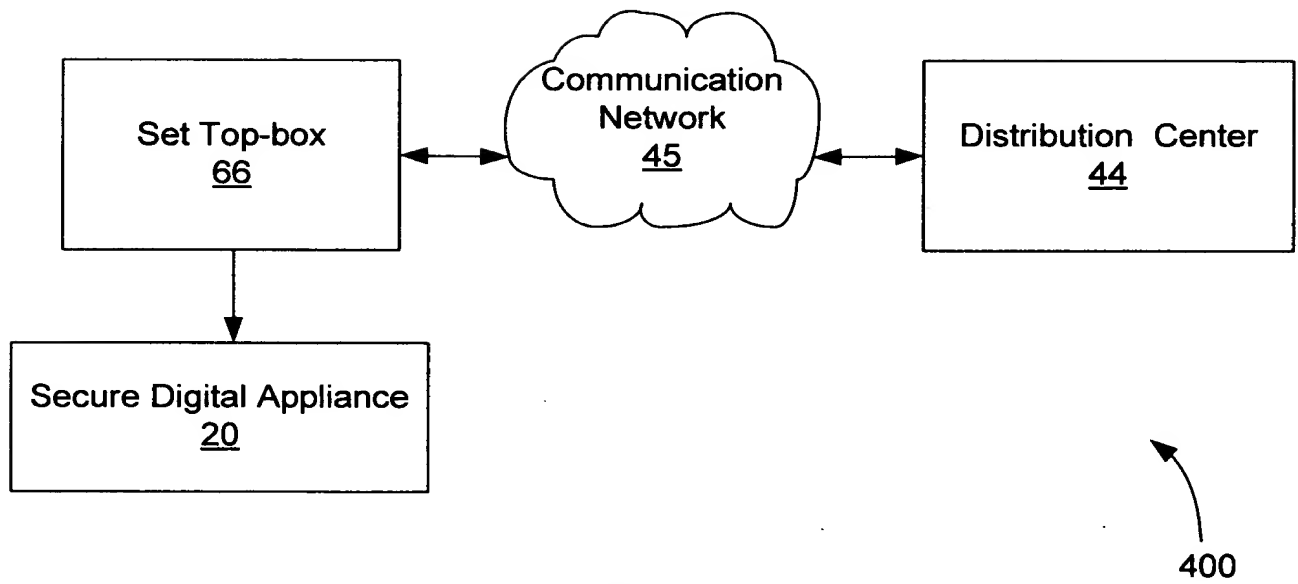 Set Top-box
66
Communication
Network
45
Distribution Center
44
Secure Digital Appliance
20
400